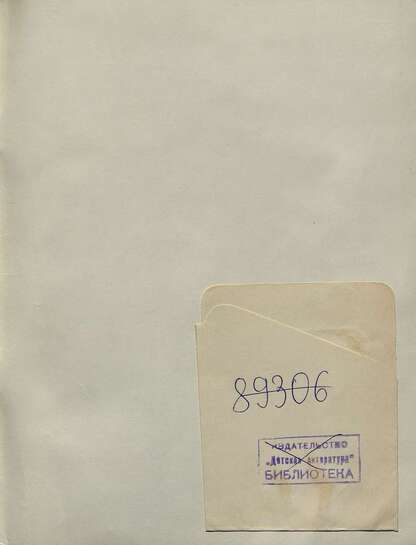 89306
ИЗДАТЕЛЬСТВО
„Детская литература"
БИБЛИОТЕКА